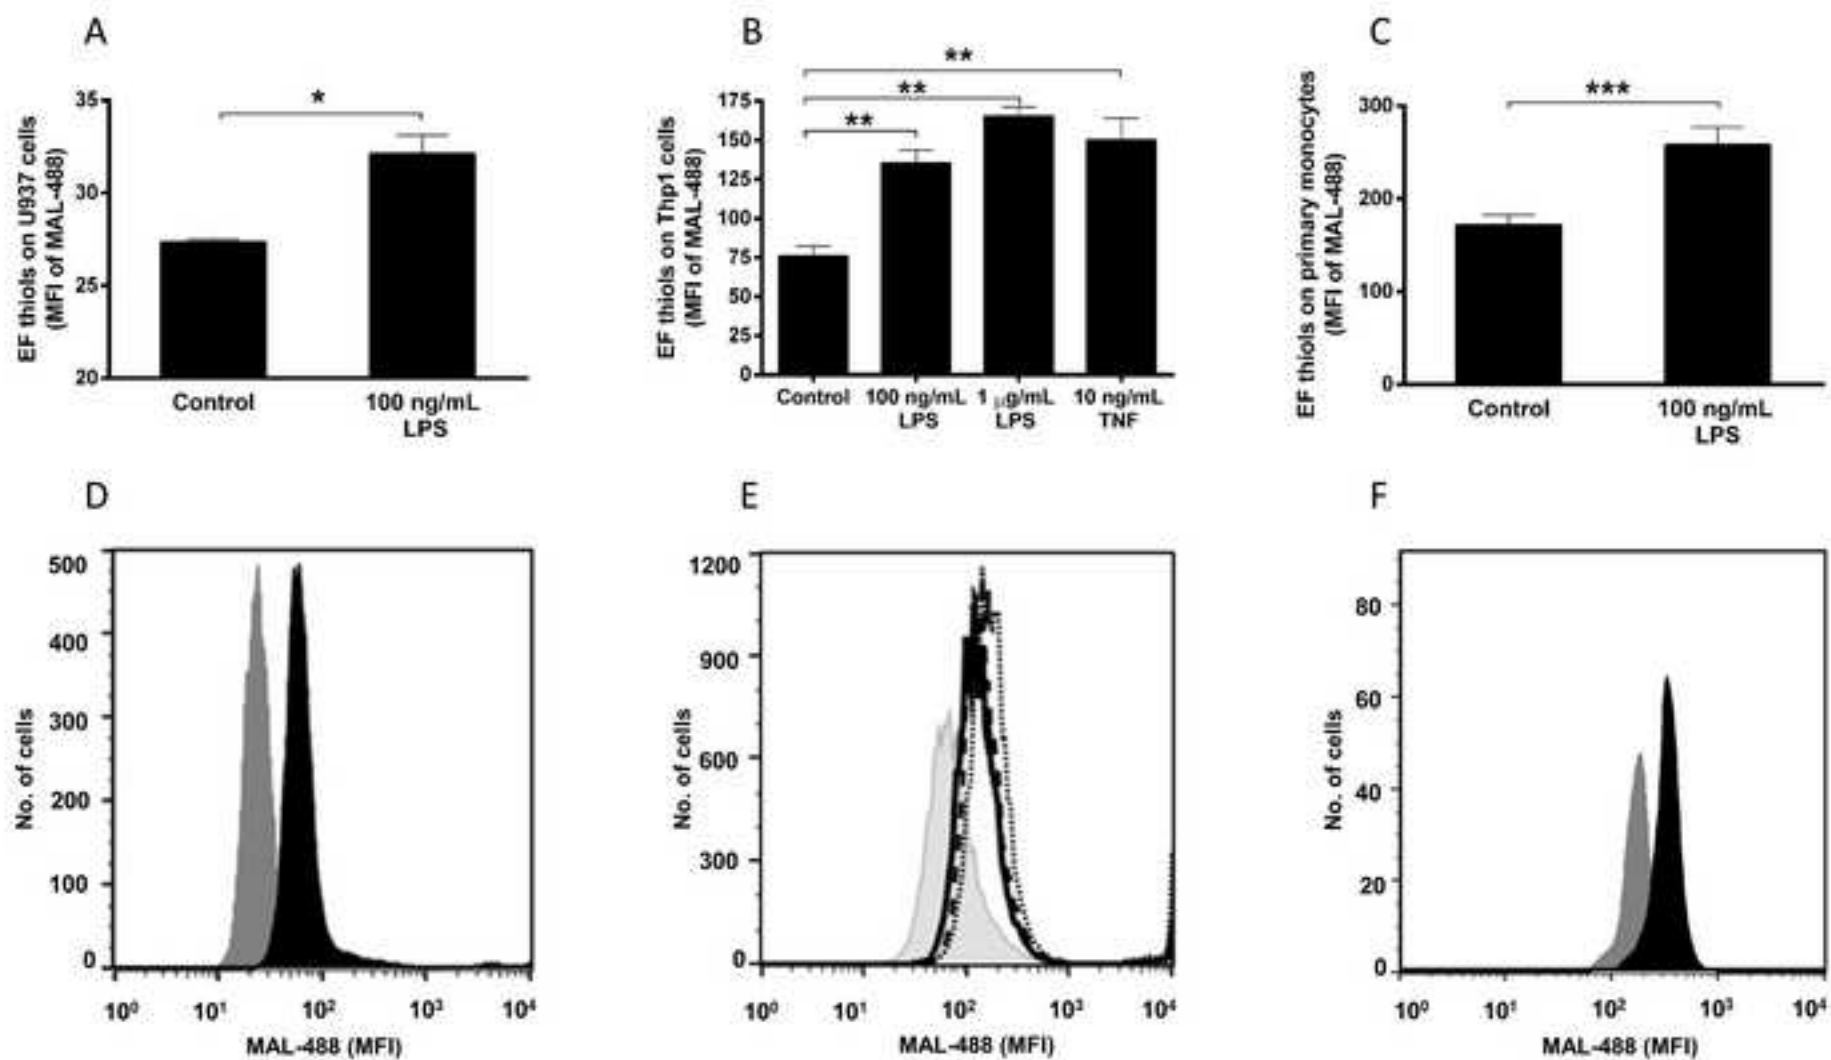 A
EF thiols on U937 cells
(MFI of MAL-488)
35
30
25
20
*
Control
100 ng/mL
LPS
B
EF thiols on Thp1 cells
(MFI of MAL-488)
175
150
125
100
75
50
25
0
**
**
**
Control
100 ng/mL
LPS
1 µg/mL
LPS
10 ng/mL
TNF
C
EF thiols on primary monocytes
(MFI of MAL-488)
300
200
100
0
***
Control
100 ng/mL
LPS
D
No. of cells
500
400
300
200
100
0
10⁰ 10¹ 10² 10³ 10⁴
MAL-488 (MFI)
E
No. of cells
1200
900
600
300
0
10⁰ 10¹ 10² 10³ 10⁴
MAL-488 (MFI)
F
No. of cells
80
60
40
20
0
10⁰ 10¹ 10² 10³ 10⁴
MAL-488 (MFI)